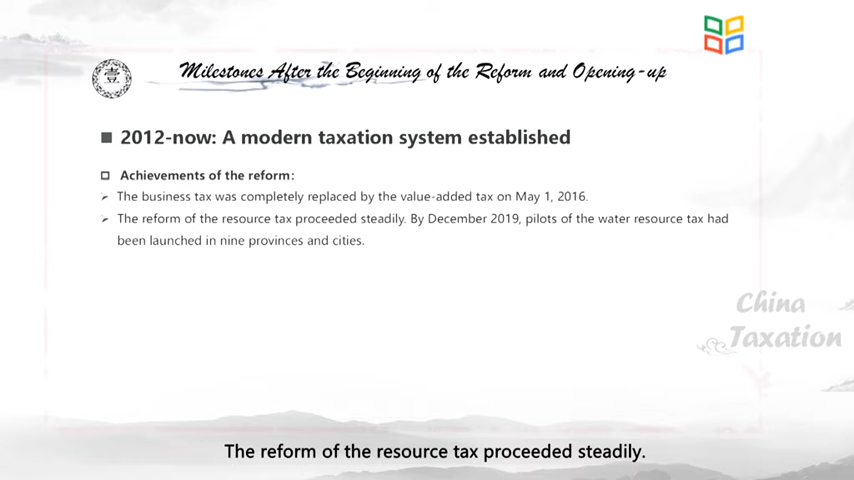 壹
Milestones After the Beginning of the Reform and Opening-up
2012-now: A modern taxation system established
Achievements of the reform:
The business tax was completely replaced by the value-added tax on May 1, 2016.
The reform of the resource tax proceeded steadily. By December 2019, pilots of the water resource tax had
been launched in nine provinces and cities.
China
Taxation
The reform of the resource tax proceeded steadily.